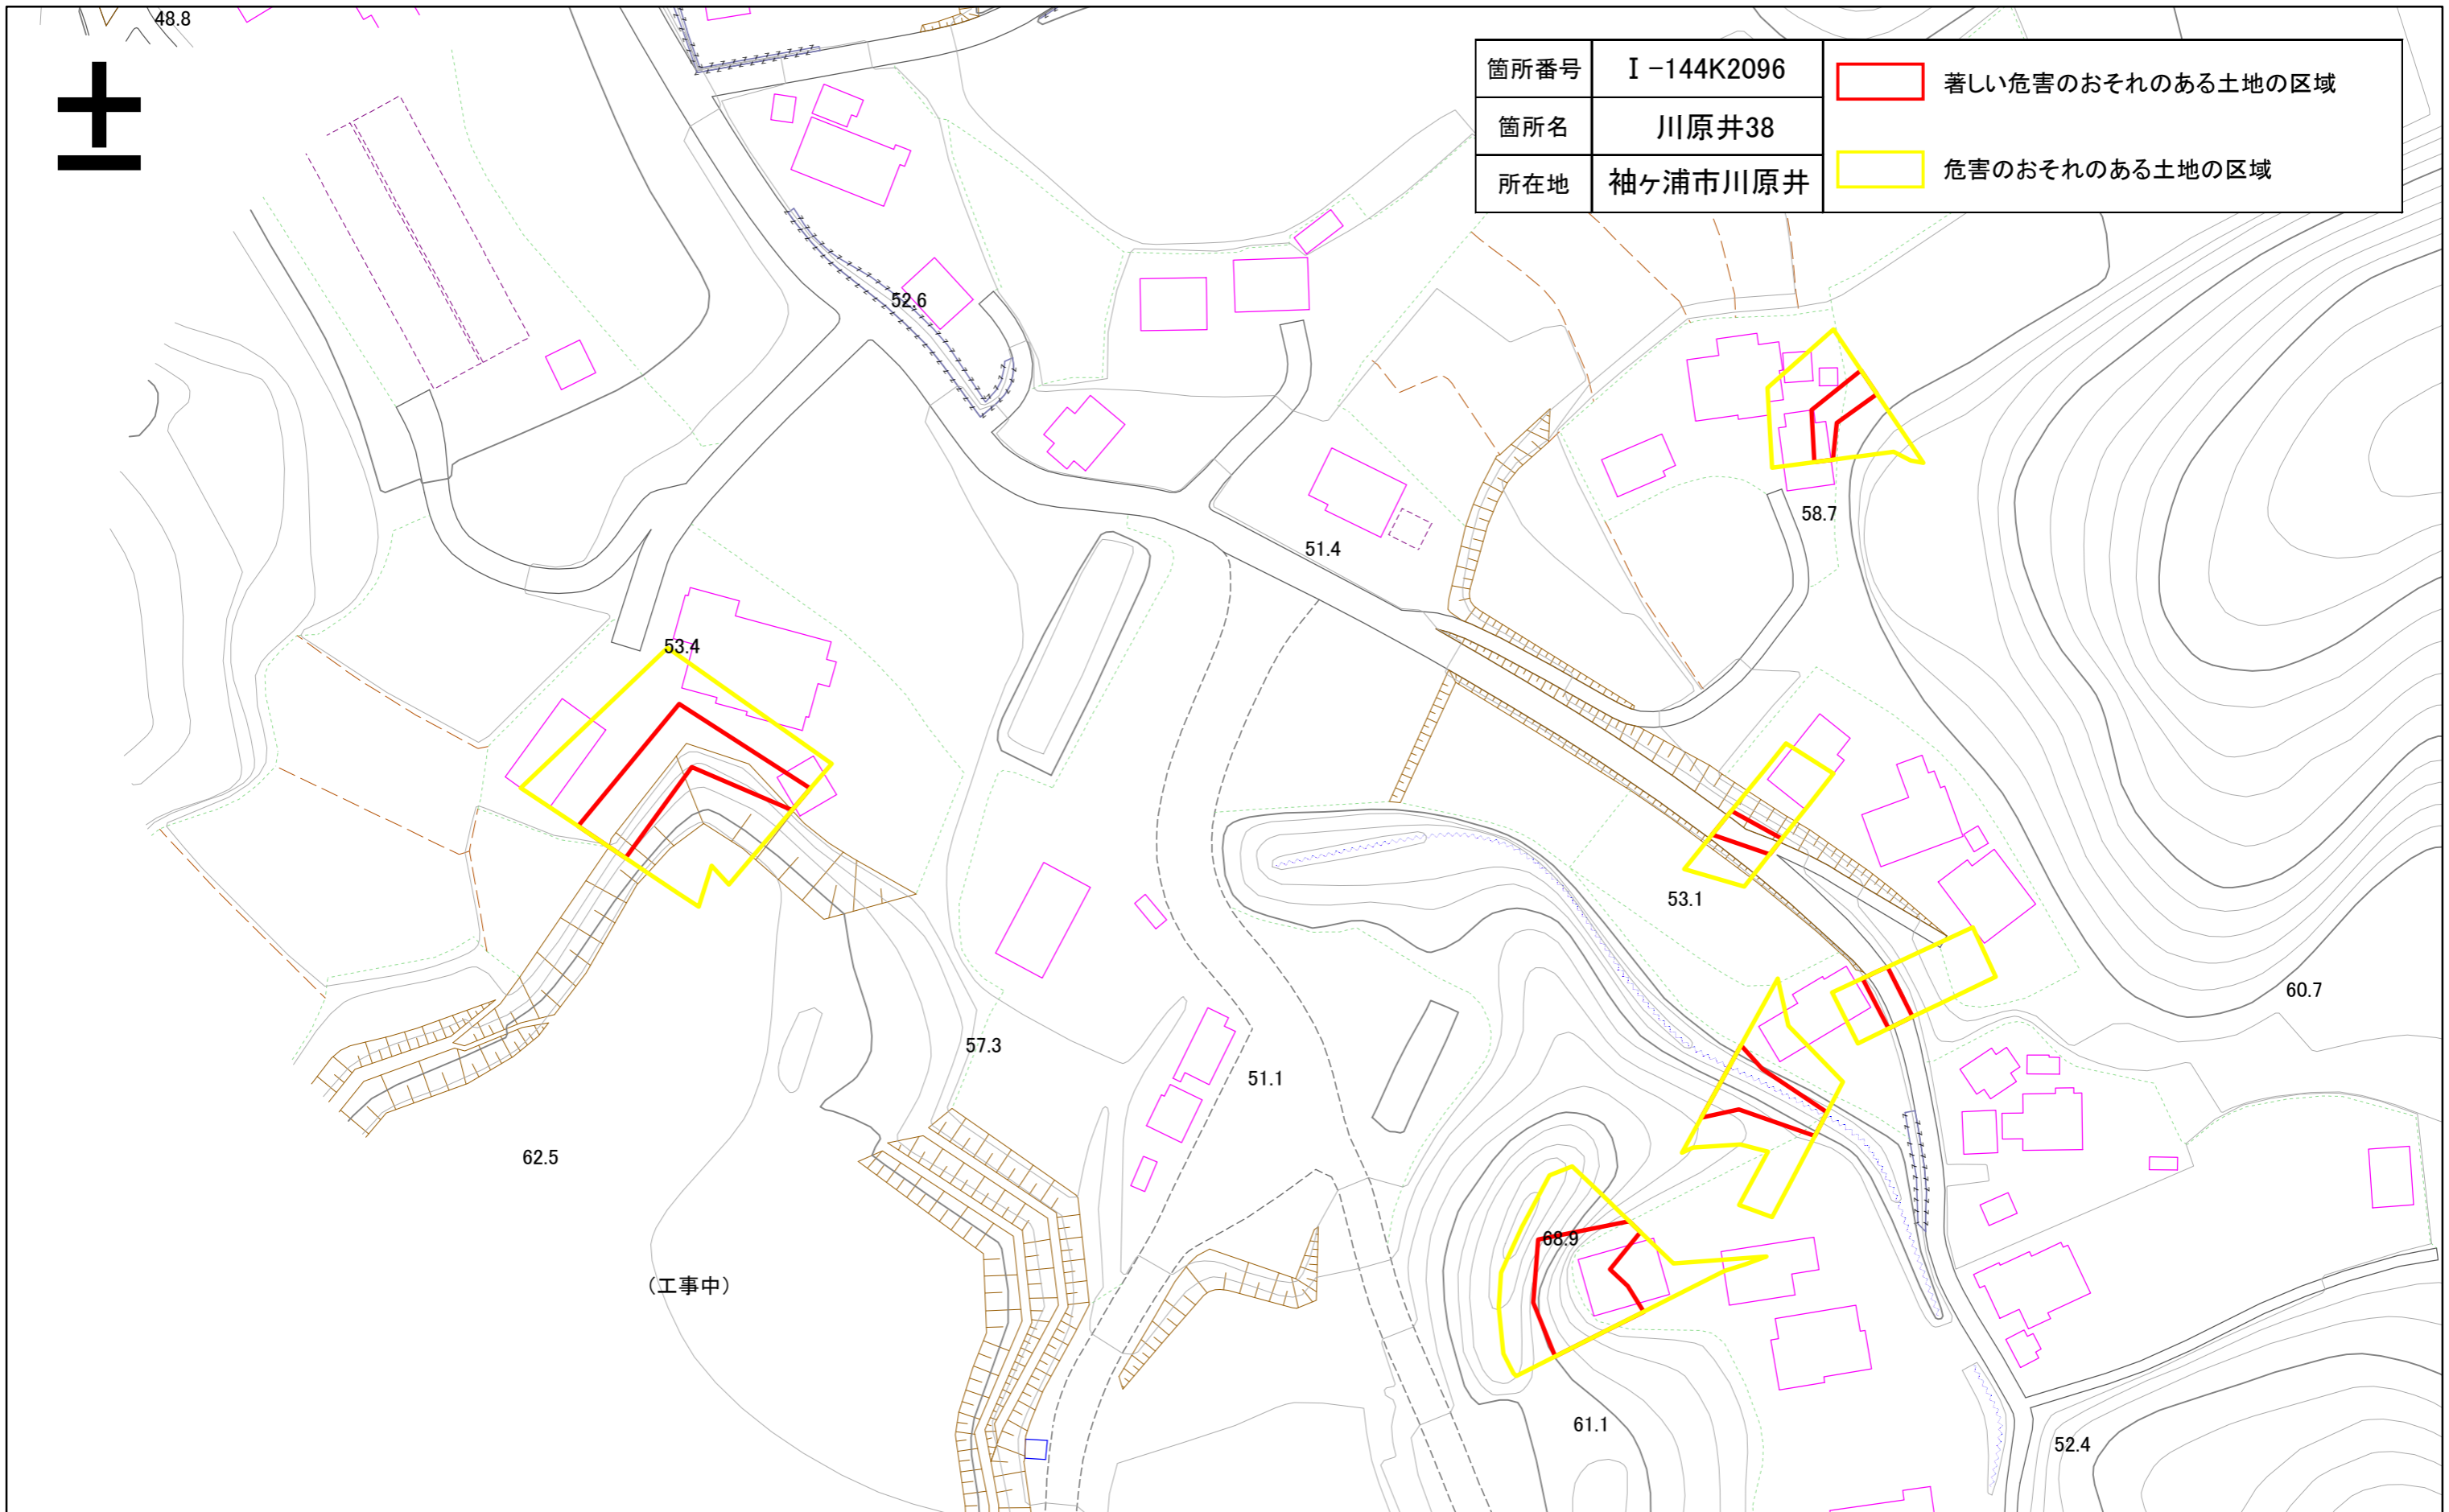 48.8
±
箇所番号 Ⅰ-144K2096
著しい危害のおそれのある土地の区域
箇所名 川原井38
危害のおそれのある土地の区域
所在地 袖ヶ浦市川原井
52.6
58.7
51.4
53.4
53.1
60.7
57.3
51.1
62.5
68.9
(工事中)
61.1
52.4